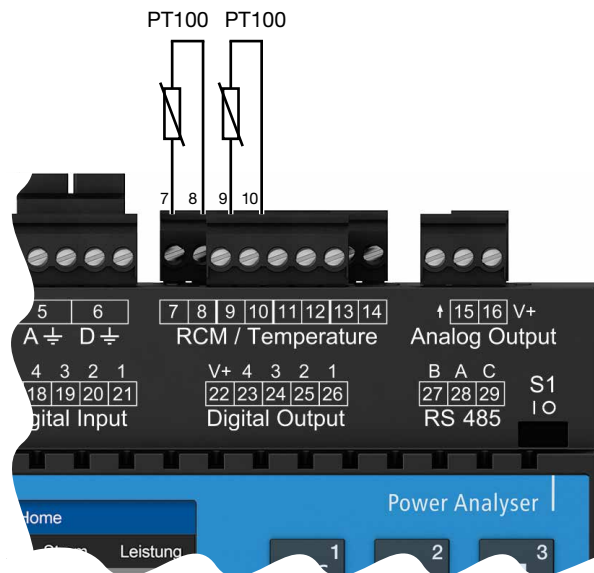 PT100 PT100
7 8 9 10
5 6
A D
7 8 9 10 11 12 13 14
RCM / Temperature
15 16 V+
Analog Output
4 3 2 1
18 19 20 21
gital Input
V+ 4 3 2 1
22 23 24 25 26
Digital Output
B A C
27 28 29
RS 485
S1
I O
Power Analyser
Home
Strom Leistung
1 2 3